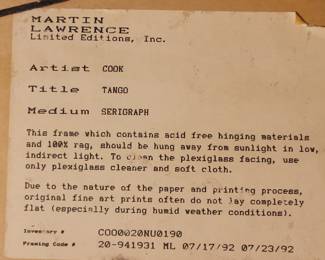 MARTIN
LAWRENCE
Limited Editions, Inc.
Artist COOK
Title TANGO
Medium SERIGRAPH
This frame which contains acid free hinging materials
and 100% rag, should be hung away from sunlight in low,
indirect light. To clean the plexiglass facing, use
only plexiglass cleaner and soft cloth.
Due to the nature of the paper and printing process,
original fine art prints often do not lay completely
flat (especially during humid weather conditions).
Inventory # COO0020NU0190
Framing Code # 20-941931 ML 07/17/92 07/23/92